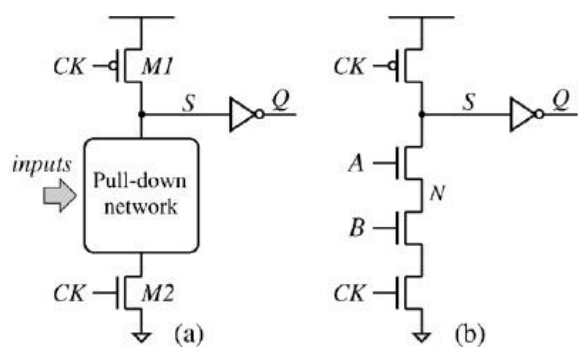 CK M1
S Q
inputs
Pull-down
network
CK M2
(a)
CK
S Q
A
N
B
CK
(b)